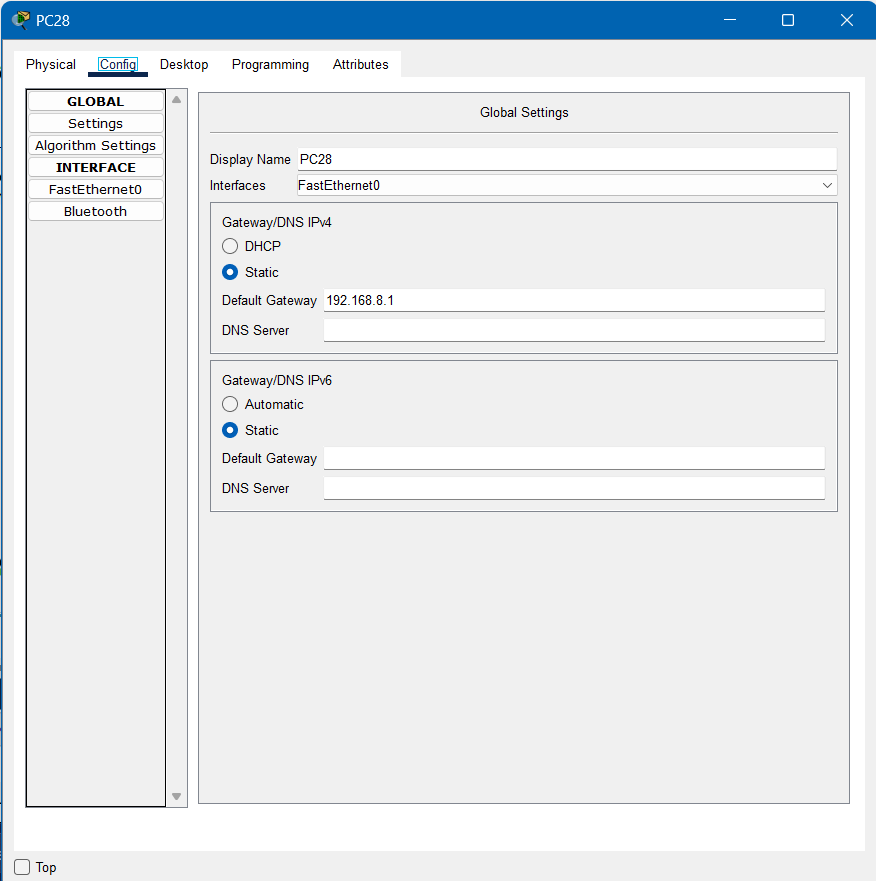 PC28
Physical Config Desktop Programming Attributes
GLOBAL
Settings
Algorithm Settings
INTERFACE
FastEthernet0
Bluetooth
Global Settings
Display Name PC28
Interfaces FastEthernet0
Gateway/DNS IPv4
DHCP
Static
Default Gateway 192.168.8.1
DNS Server
Gateway/DNS IPv6
Automatic
Static
Default Gateway
DNS Server
Top